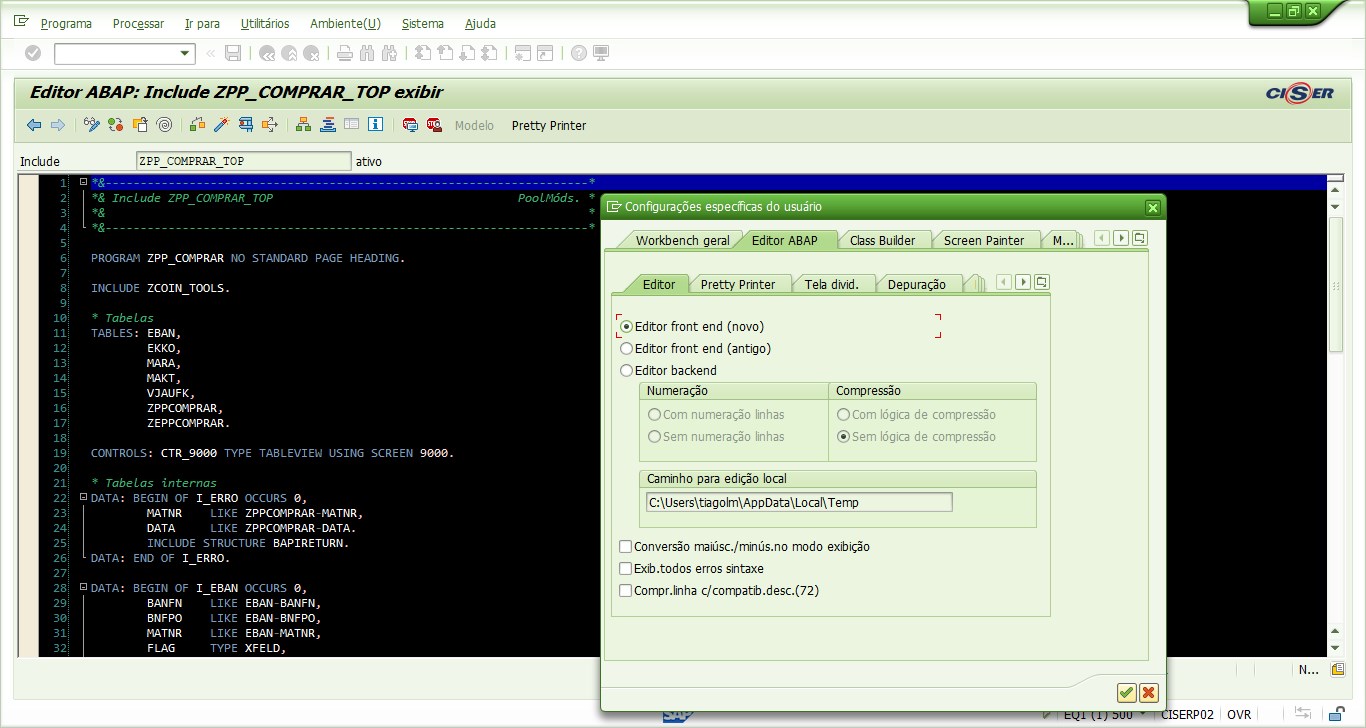 Programa Processar Ir para Utilitários Ambiente(U) Sistema Ajuda
Editor ABAP: Include ZPP_COMPRAR_TOP exibir
CISER
Modelo Pretty Printer
Include ZPP_COMPRAR_TOP ativo
1 *&---------------------------------------------------------------------*
2 *& Include ZPP_COMPRAR_TOP                                   PoolMóds. *
3 *&                                                                     *
4 *&---------------------------------------------------------------------*
5
6 PROGRAM ZPP_COMPRAR NO STANDARD PAGE HEADING.
7
8 INCLUDE ZCOIN_TOOLS.
9
10 * Tabelas
11 TABLES: EBAN,
12         EKKO,
13         MARA,
14         MAKT,
15         VJAUFK,
16         ZPPCOMPRAR,
17         ZEPPCOMPRAR.
18
19 CONTROLS: CTR_9000 TYPE TABLEVIEW USING SCREEN 9000.
20
21 * Tabelas internas
22 DATA: BEGIN OF I_ERRO OCCURS 0,
23         MATNR    LIKE ZPPCOMPRAR-MATNR,
24         DATA     LIKE ZPPCOMPRAR-DATA.
25         INCLUDE STRUCTURE BAPIRETURN.
26 DATA: END OF I_ERRO.
27
28 DATA: BEGIN OF I_EBAN OCCURS 0,
29         BANFN    LIKE EBAN-BANFN,
30         BNFPO    LIKE EBAN-BNFPO,
31         MATNR    LIKE EBAN-MATNR,
32         FLAG     TYPE XFELD,
Configurações específicas do usuário
Workbench geral Editor ABAP Class Builder Screen Painter M...
Editor Pretty Printer Tela divid. Depuração
Editor front end (novo)
Editor front end (antigo)
Editor backend
Numeração Compressão
Com numeração linhas Com lógica de compressão
Sem numeração linhas Sem lógica de compressão
Caminho para edição local
C:\Users\tiagolm\AppData\Local\Temp
Conversão maiúsc./minús.no modo exibição
Exib.todos erros sintaxe
Compr.linha c/compatib.desc.(72)
N...
SAP EQ1 (1) 500 CISERP02 OVR